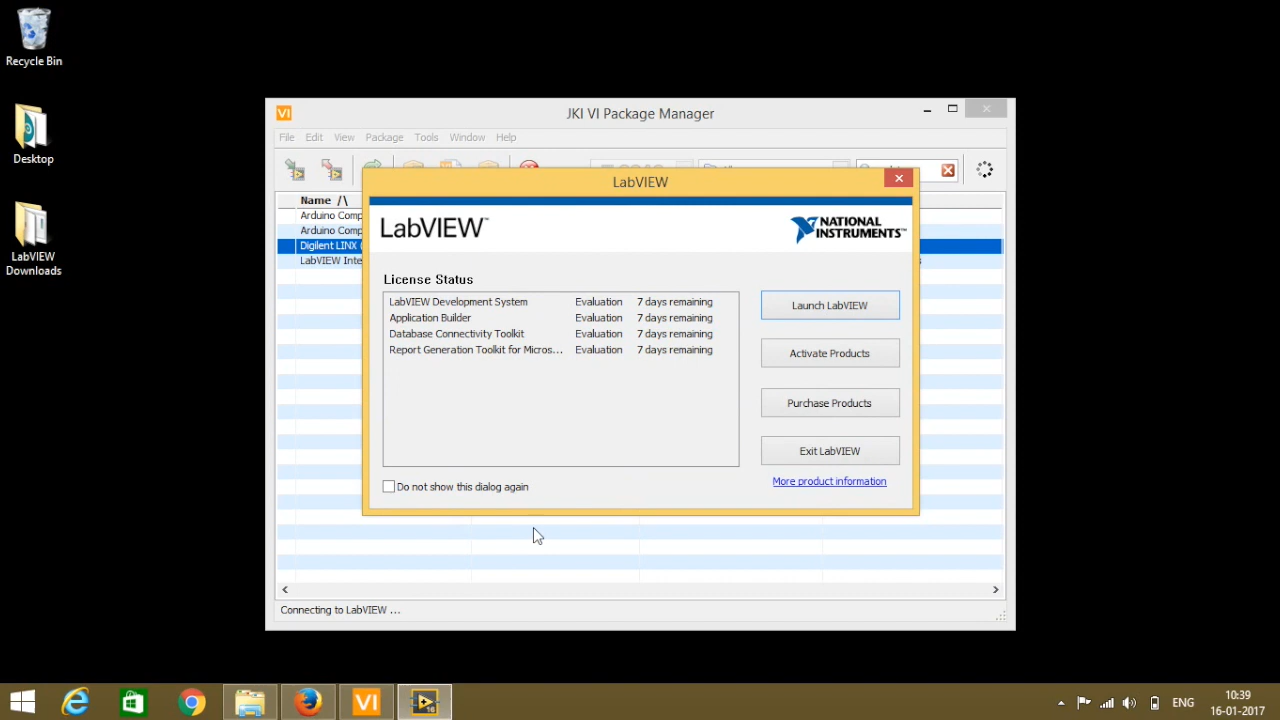 Recycle Bin
Desktop
LabVIEW
Downloads
VI
JKI VI Package Manager
File Edit View Package Tools Window Help
Name /\
Arduino Comp
Arduino Comp
Digilent LINX (
LabVIEW Inte
LabVIEW
LabVIEW™
NATIONAL
INSTRUMENTS™
License Status
LabVIEW Development System Evaluation 7 days remaining
Application Builder Evaluation 7 days remaining
Database Connectivity Toolkit Evaluation 7 days remaining
Report Generation Toolkit for Micros... Evaluation 7 days remaining
Launch LabVIEW
Activate Products
Purchase Products
Exit LabVIEW
More product information
Do not show this dialog again
Connecting to LabVIEW ...
VI
16
ENG
10:39
16-01-2017